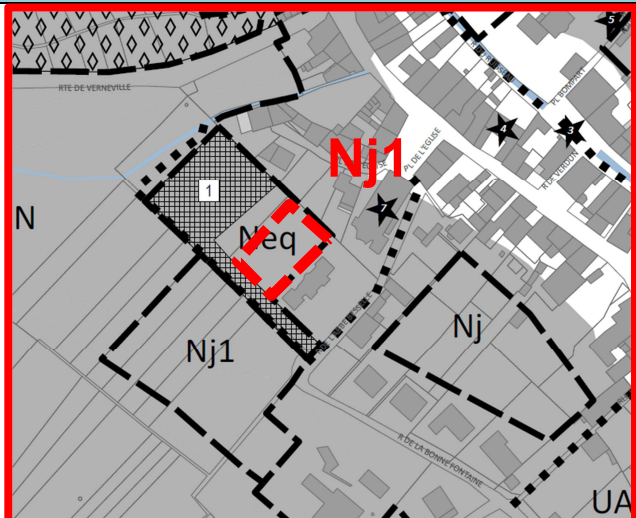 5
RTE DE VERNEVILLE
PL BOMPART
4
3
Nj1
PL DE L'EGLISE
R DE VERDUN
1
7
N
Neq
Nj
Nj1
R DE LA BONNE FONTAINE
UA